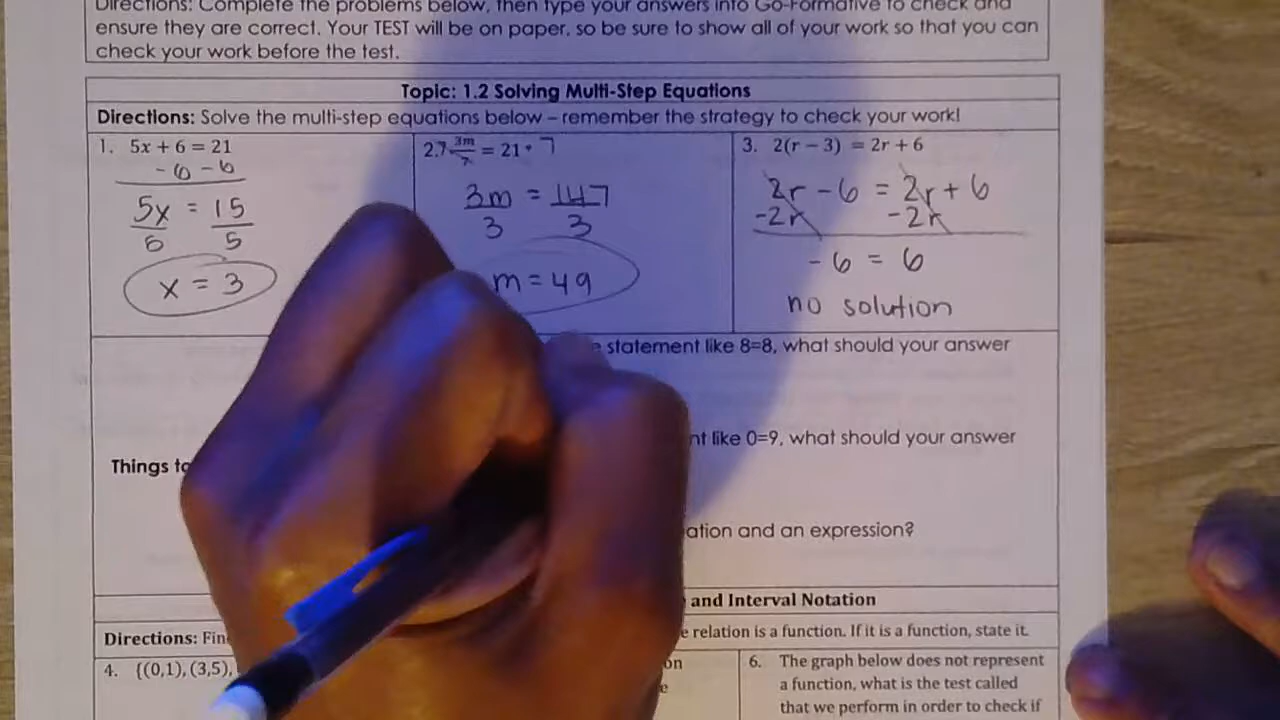 Directions: Complete the problems below, then type your answers into Go-Formative to check and
ensure they are correct. Your TEST will be on paper, so be sure to show all of your work so that you can
check your work before the test.
Topic: 1.2 Solving Multi-Step Equations
Directions: Solve the multi-step equations below – remember the strategy to check your work!
1. 5x + 6 = 21
- 6 - 6
5x = 15
5
x = 3
2. 7· 3m/7 = 21 · 7
3m = 147
3 3
m = 49
3. 2(r − 3) = 2r + 6
2r - 6 = 2r + 6
-2r -2r
- 6 = 6
no solution
statement like 8=8, what should your answer
like 0=9, what should your answer
Things
and an expression?
and Interval Notation
Directions:
relation is a function. If it is a function, state it.
4. {(0,1), (3,5),
6. The graph below does not represent
a function, what is the test called
that we perform in order to check if